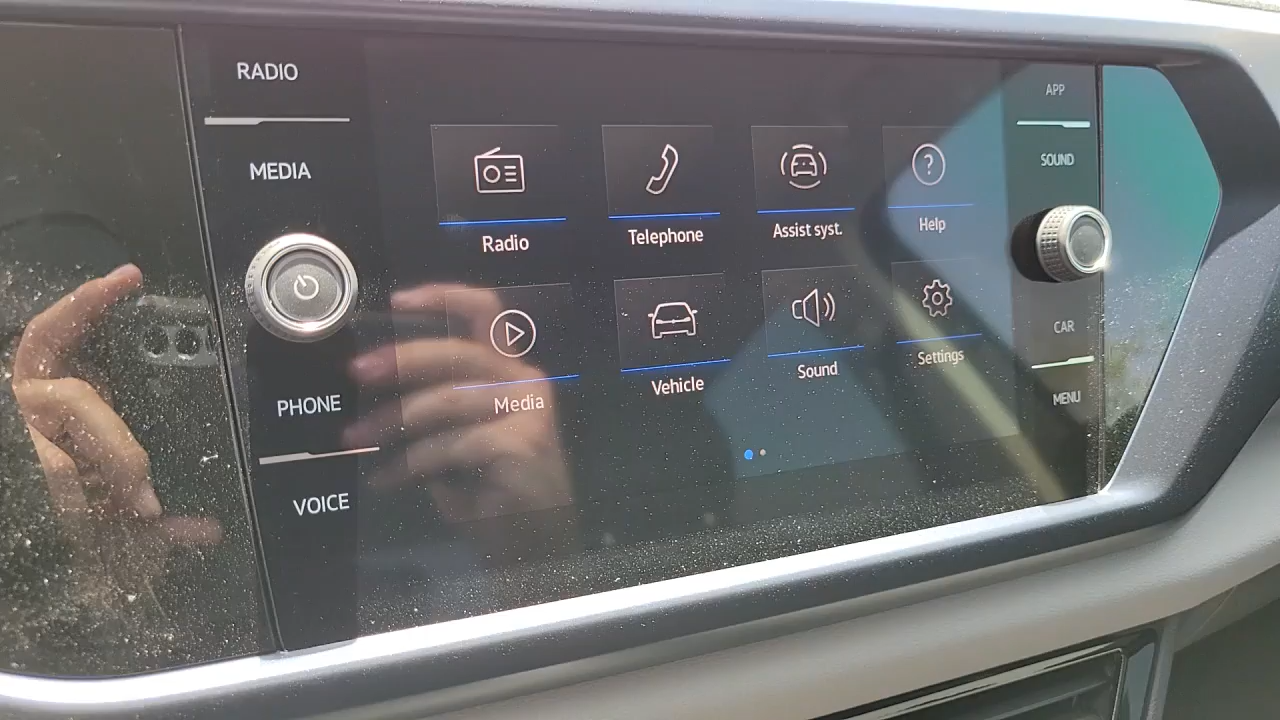 RADIO
MEDIA
PHONE
VOICE
Radio
Telephone
Assist syst.
Help
Media
Vehicle
Sound
Settings
APP
SOUND
CAR
MENU